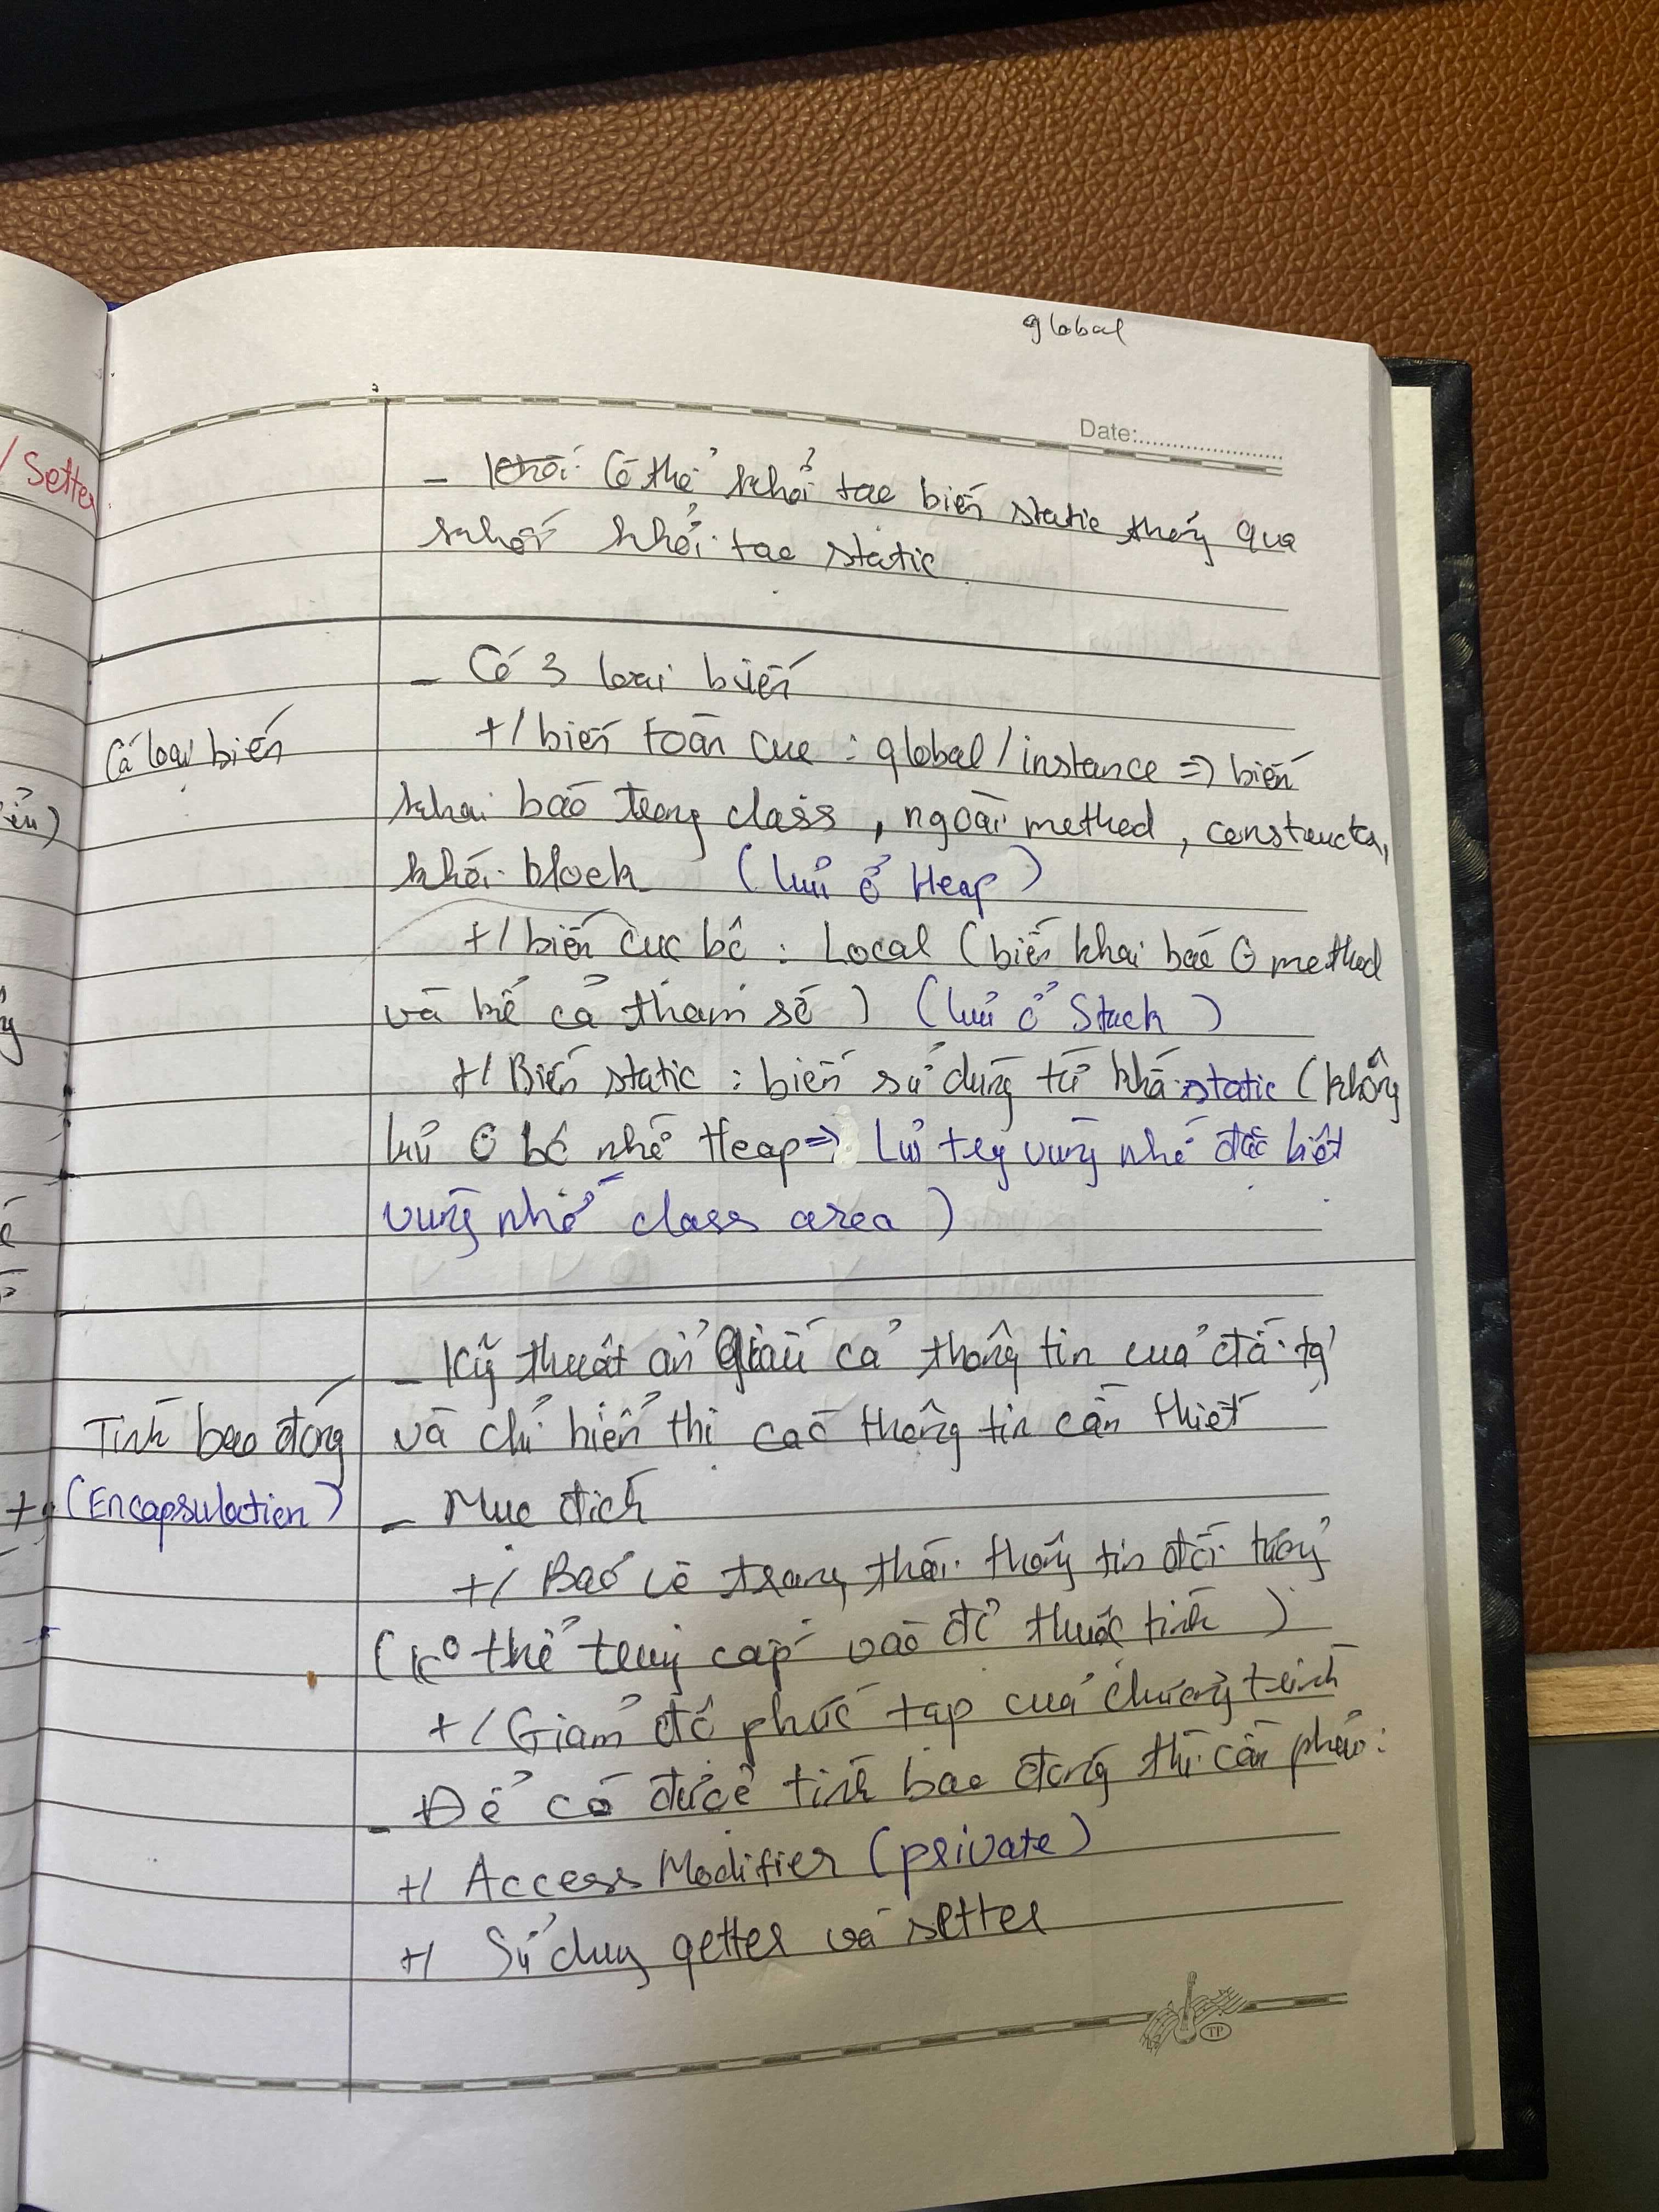 global
Date:
/ Setter
- Khối Có thể khởi tạo biến static thông qua
khối khởi tạo static
- Có 3 loại biến
Các loại biến
+/ biến toàn cục : global / instance => biến
khai báo trong class, ngoài method, constructor,
khối block (lưu ở Heap)
+/ biến cục bộ : Local (biến khai báo ở method
và kể cả tham số) (lưu ở Stack)
+/ Biến static : biến sử dụng từ khoá static (không
lưu ở bộ nhớ Heap => Lưu trong vùng nhớ đặc biệt
vùng nhớ class area)
- Kỹ thuật ẩn giấu cả thông tin của đối tg
Tính bao đóng
và chỉ hiển thị các thông tin cần thiết
(Encapsulation)
- Mục đích
+/ Bảo vệ trạng thái thông tin đối tượng
(K° thể truy cập vào đc thuộc tính)
+/ Giảm độ phức tạp của chương trình
- Để có được tính bao đóng thì cần phải:
+/ Access Modifier (private)
+/ Sử dụng getter và setter
TP